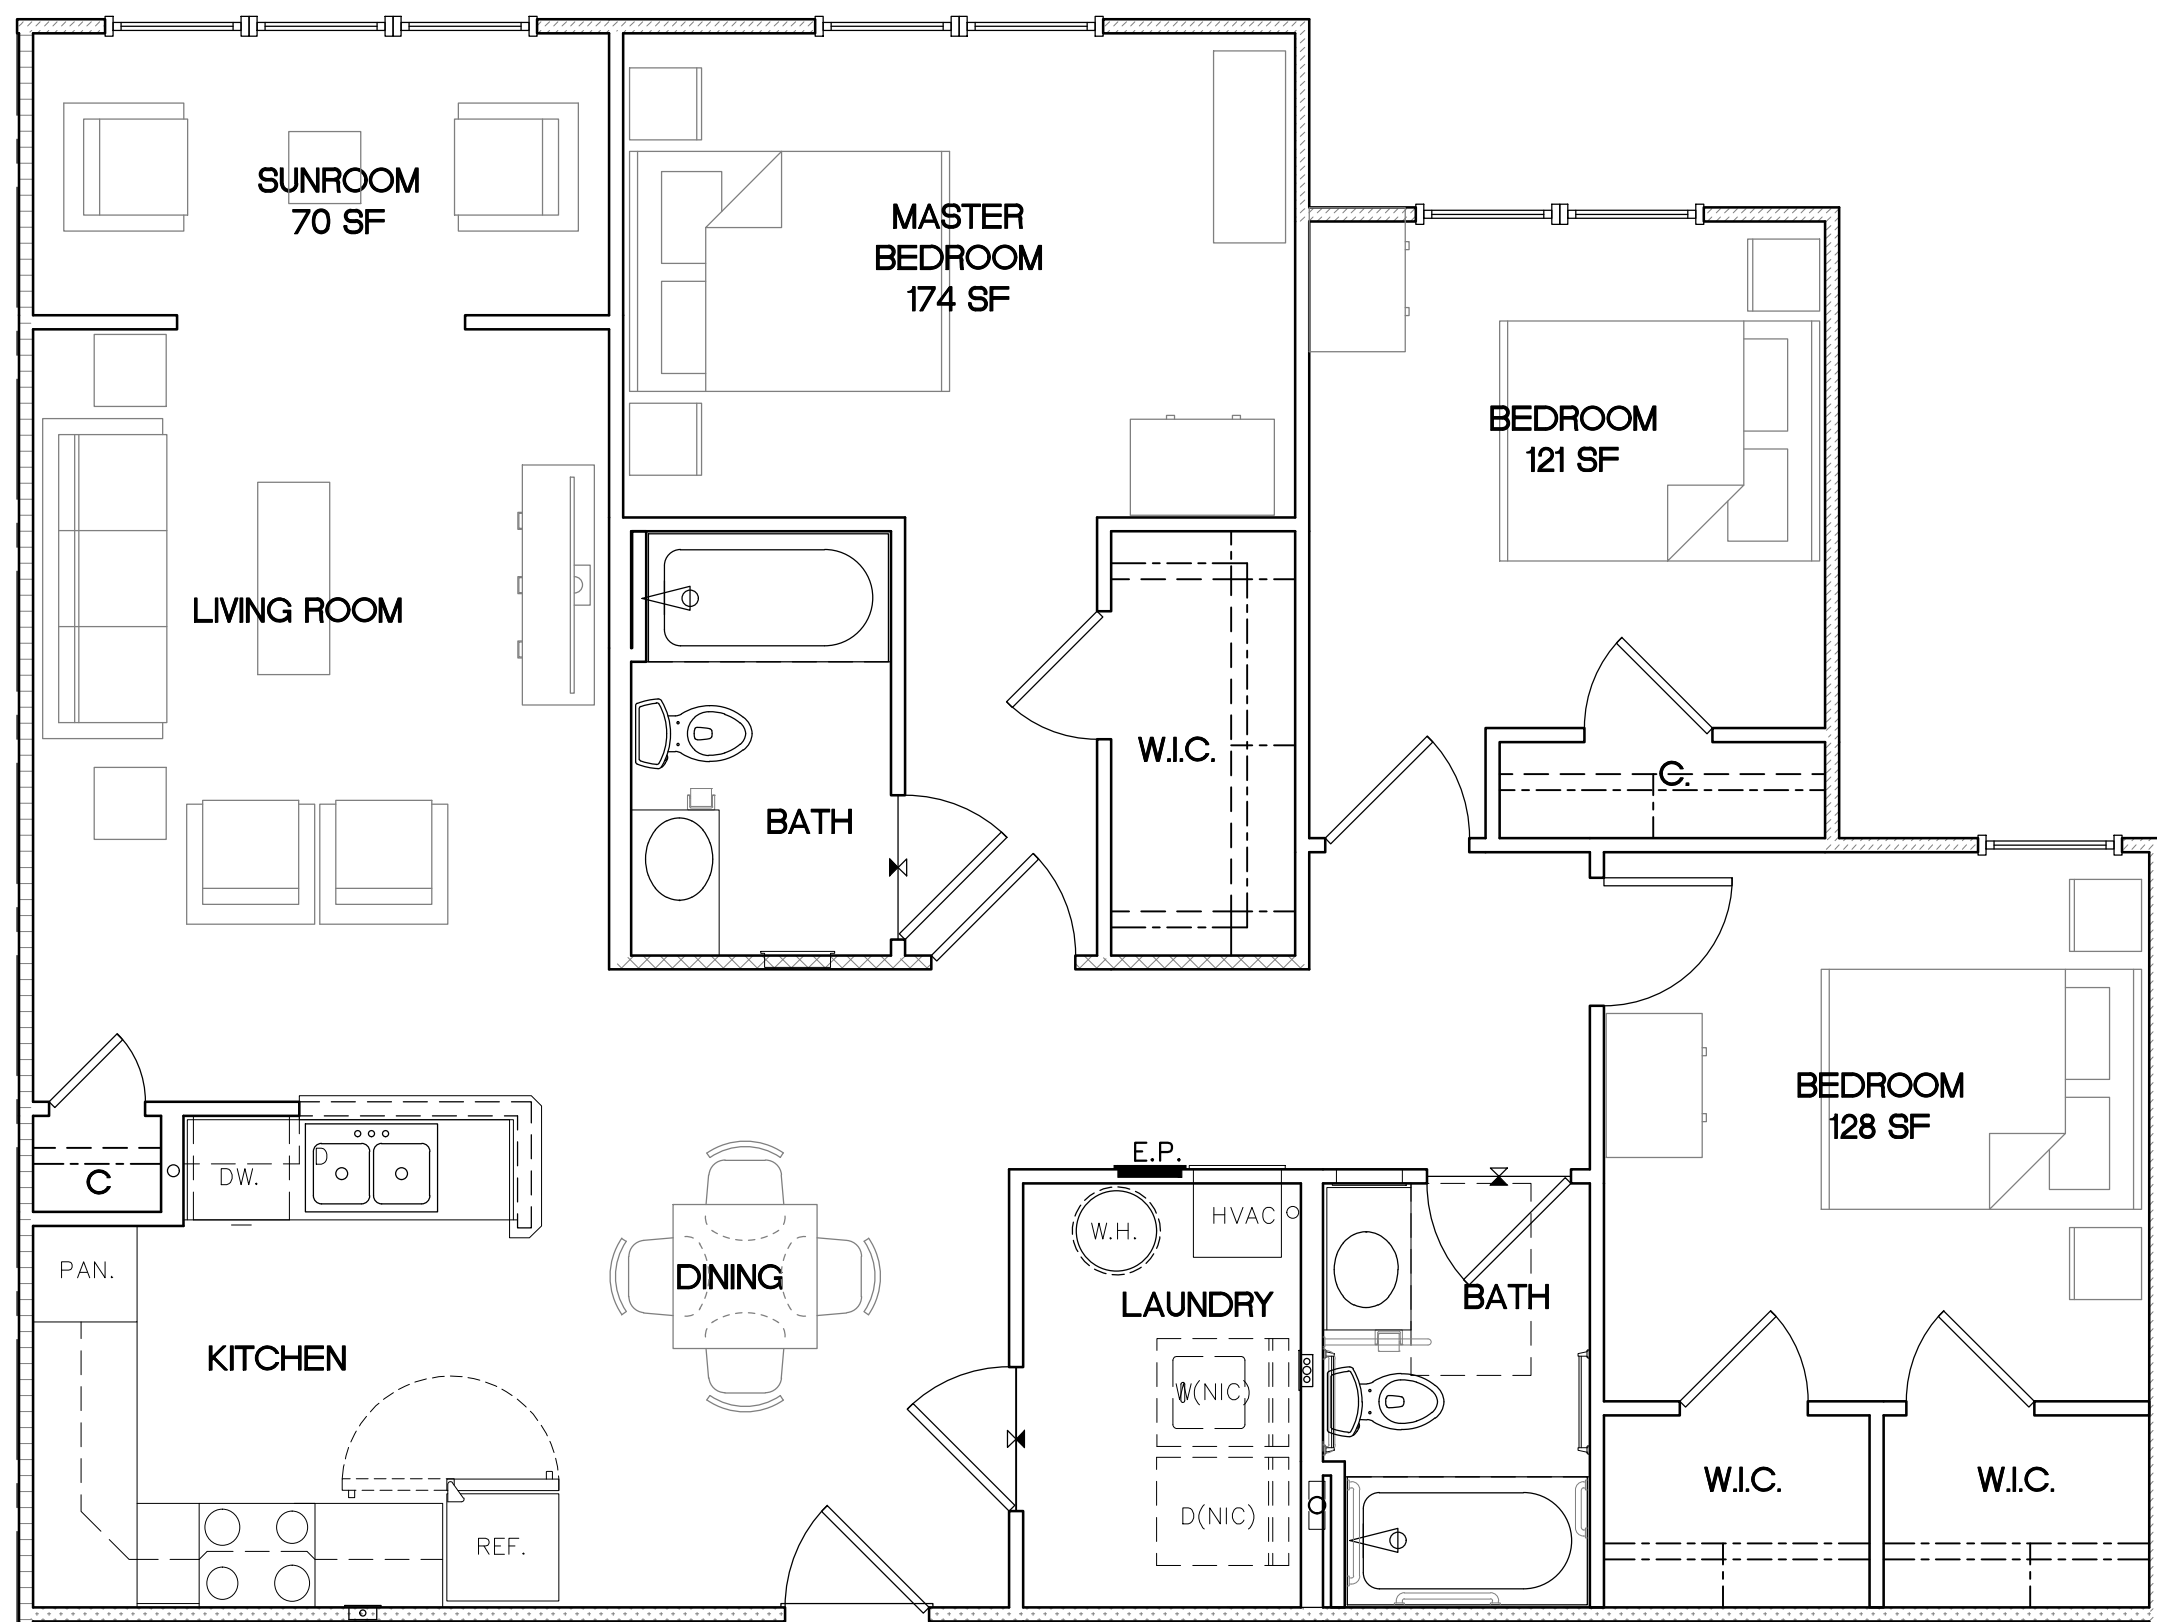 SUNROOM
70 SF
MASTER
BEDROOM
174 SF
BEDROOM
121 SF
LIVING ROOM
W.I.C.
C.
BATH
BEDROOM
128 SF
E.P.
C
D
DW.
HVAC
W.H.
PAN.
DINING
LAUNDRY
BATH
KITCHEN
W(NIC)
W.I.C.
W.I.C.
D(NIC)
REF.